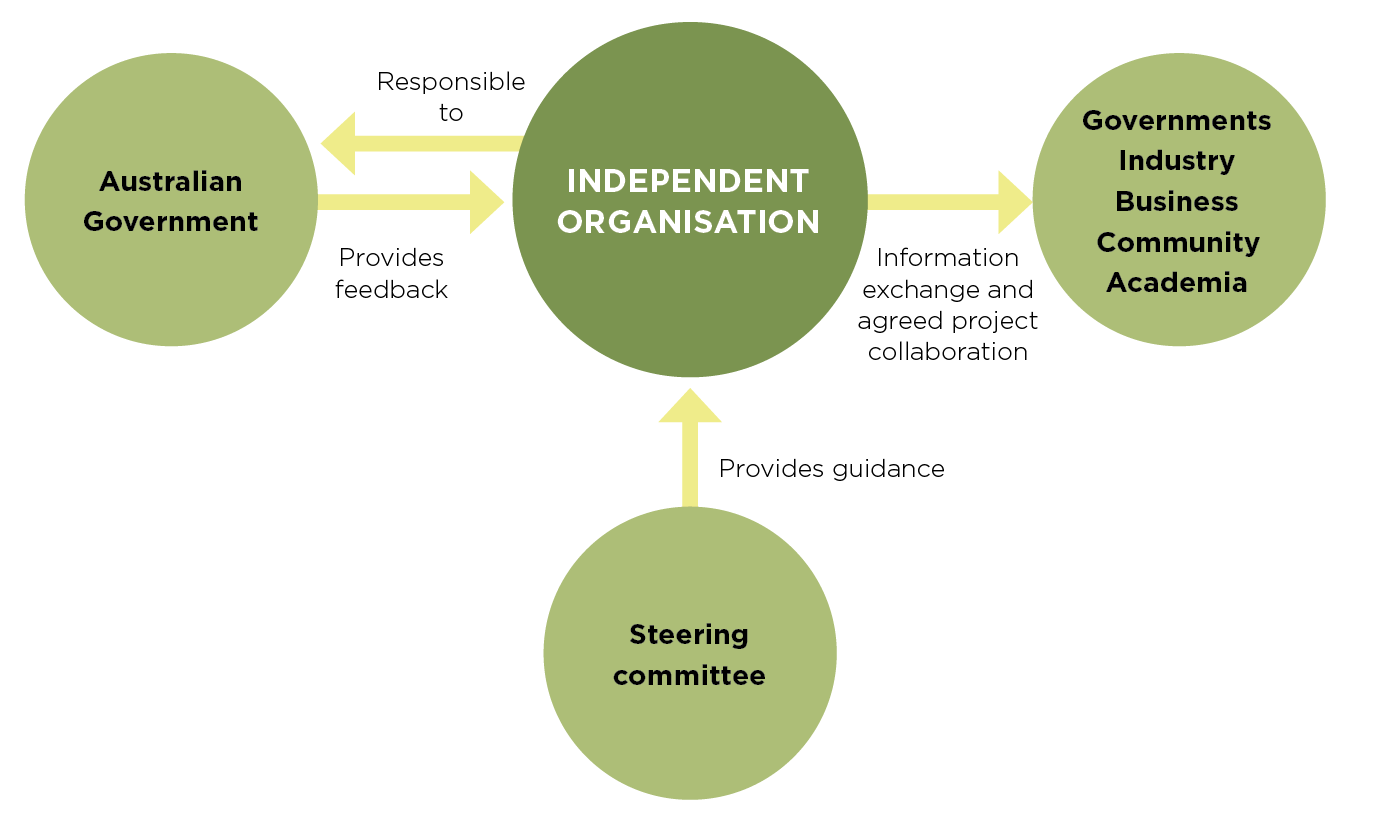 Responsible
to
Australian
Government
Provides
feedback
INDEPENDENT
ORGANISATION
Information
exchange and
agreed project
collaboration
Governments
Industry
Business
Community
Academia
Provides guidance
Steering
committee